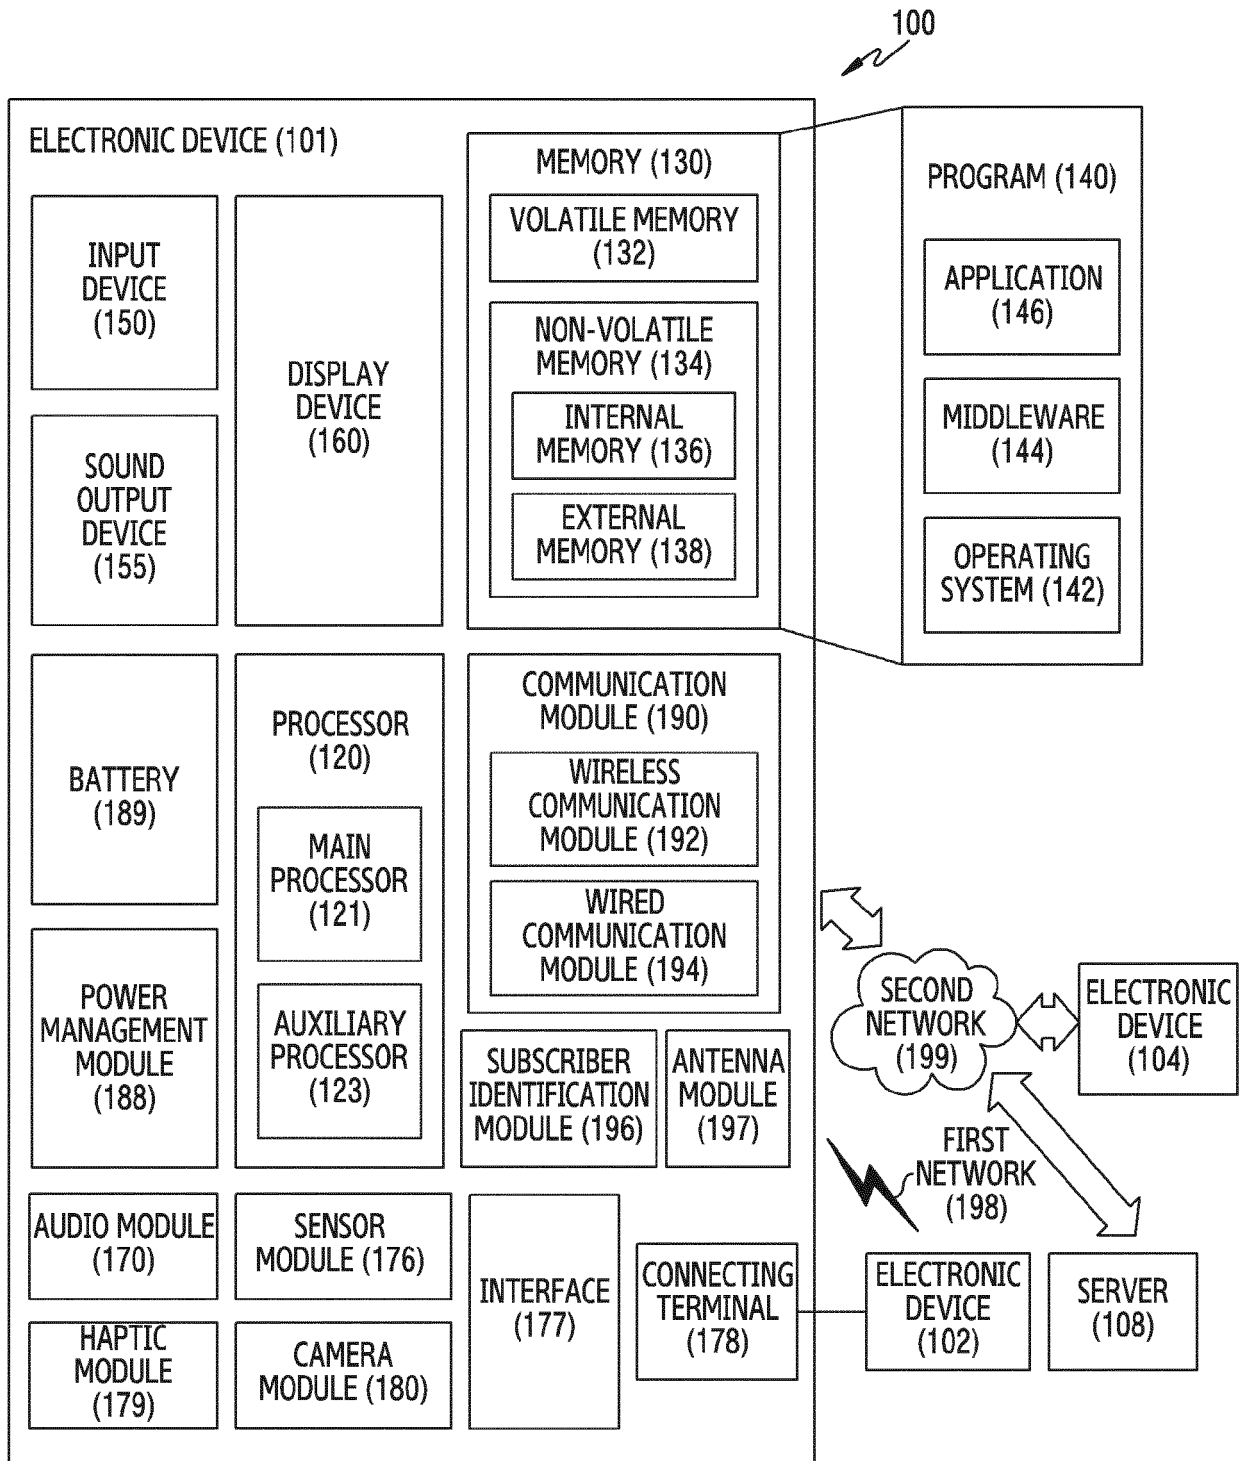 100
ELECTRONIC DEVICE (101)
INPUT
DEVICE
(150)
SOUND
OUTPUT
DEVICE
(155)
DISPLAY
DEVICE
(160)
MEMORY (130)
VOLATILE MEMORY
(132)
NON-VOLATILE
MEMORY (134)
INTERNAL
MEMORY (136)
EXTERNAL
MEMORY (138)
PROGRAM (140)
APPLICATION
(146)
MIDDLEWARE
(144)
OPERATING
SYSTEM (142)
BATTERY
(189)
POWER
MANAGEMENT
MODULE
(188)
PROCESSOR
(120)
MAIN
PROCESSOR
(121)
AUXILIARY
PROCESSOR
(123)
COMMUNICATION
MODULE (190)
WIRELESS
COMMUNICATION
MODULE (192)
WIRED
COMMUNICATION
MODULE (194)
SUBSCRIBER
IDENTIFICATION
MODULE (196)
ANTENNA
MODULE
(197)
SECOND
NETWORK
(199)
ELECTRONIC
DEVICE
(104)
FIRST
NETWORK
(198)
AUDIO MODULE
(170)
SENSOR
MODULE (176)
HAPTIC
MODULE
(179)
CAMERA
MODULE (180)
INTERFACE
(177)
CONNECTING
TERMINAL
(178)
ELECTRONIC
DEVICE
(102)
SERVER
(108)